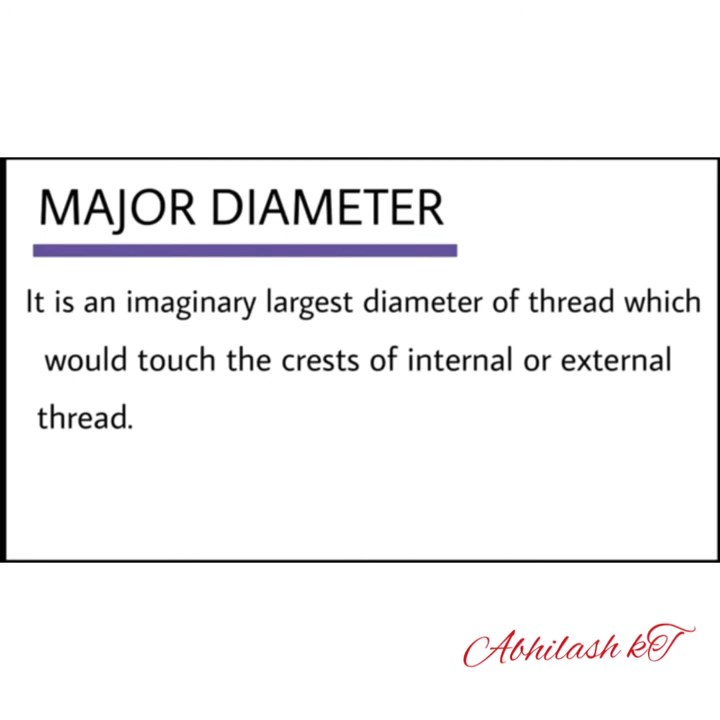 MAJOR DIAMETER
It is an imaginary largest diameter of thread which
would touch the crests of internal or external
thread.
Abhilash kT